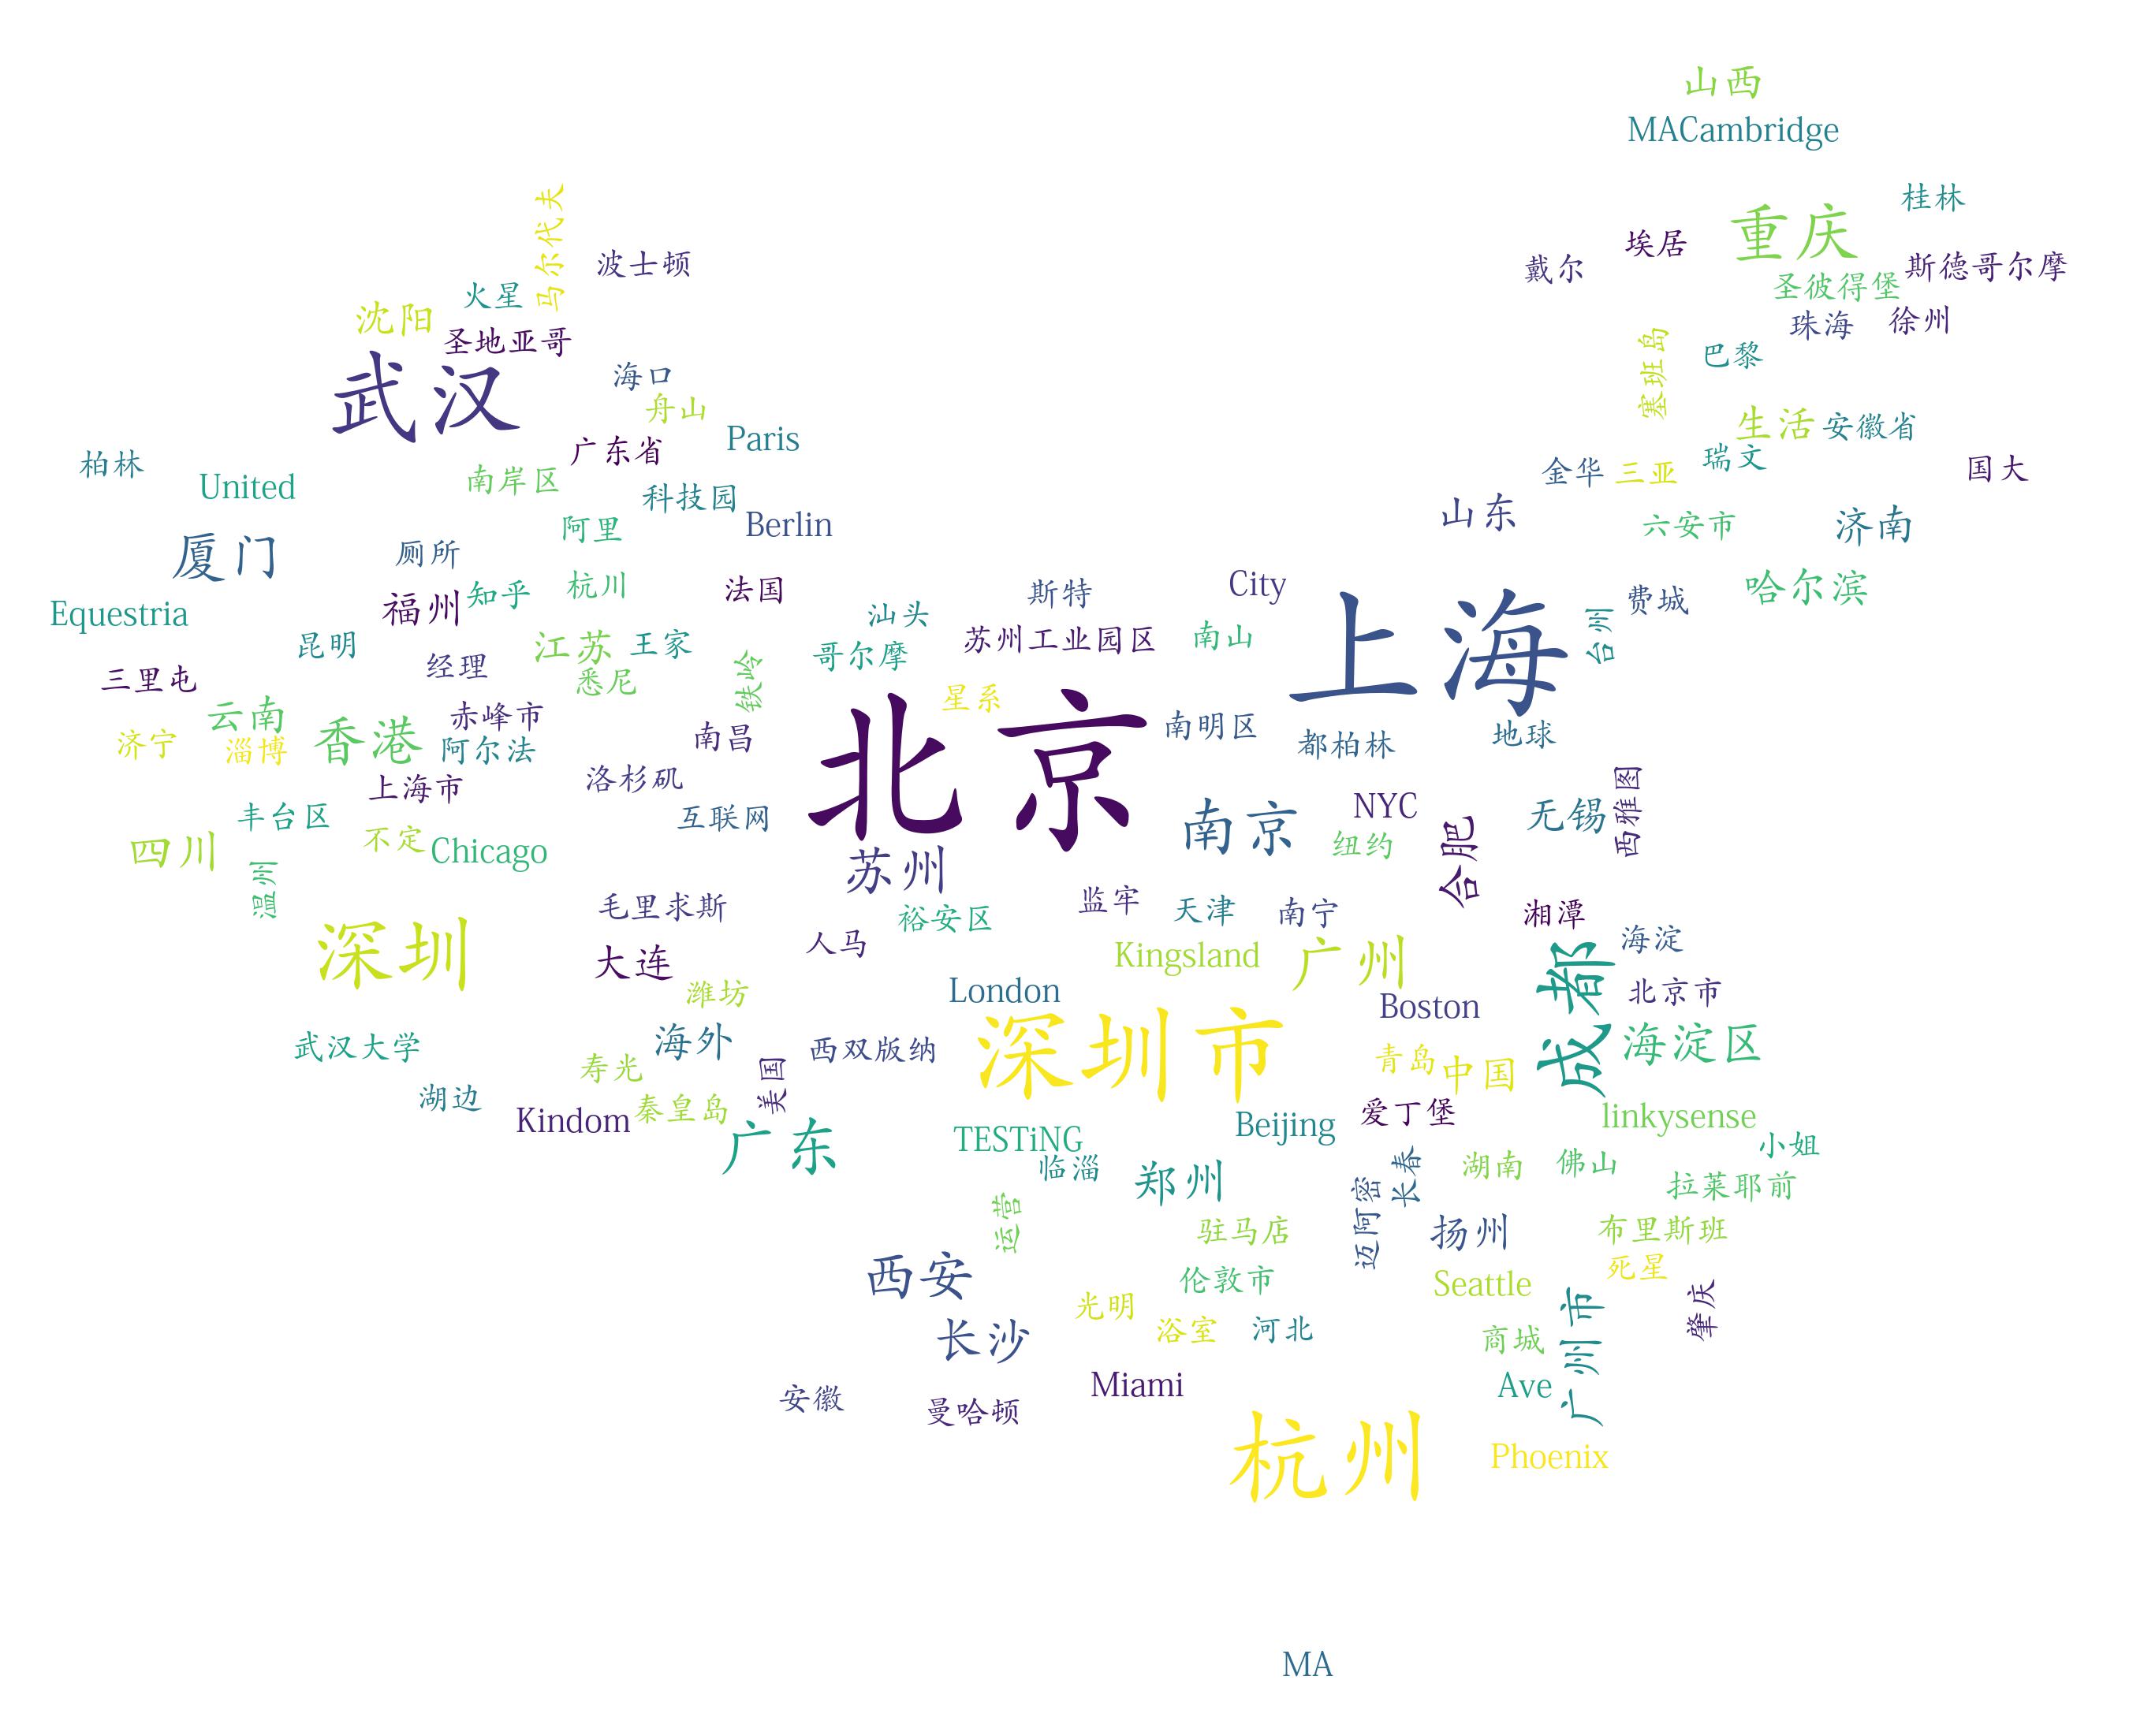 山西
MACambridge
桂林
马尔代夫
重庆
埃居
波士顿
戴尔
斯德哥尔摩
圣彼得堡
火星
沈阳
珠海
徐州
圣地亚哥
塞班岛
巴黎
海口
武汉
舟山
生活
安徽省
Paris
广东省
柏林
瑞文
国大
金华
三亚
南岸区
United
科技园
山东
Berlin
六安市
济南
阿里
厦门
厕所
杭川
法国
哈尔滨
City
斯特
知乎
福州
费城
Equestria
汕头
台州
南山
苏州工业园区
上海
昆明
江苏
王家
哥尔摩
经理
三里屯
悉尼
铁岭
星系
云南
赤峰市
南明区
地球
南昌
香港
济宁
淄博
阿尔法
都柏林
北京
洛杉矶
上海市
NYC
西雅图
丰台区
互联网
无锡
南京
不定
四川
Chicago
纽约
合肥
苏州
温州
监牢
毛里求斯
天津
南宁
湘潭
裕安区
海淀
人马
深圳
大连
Kingsland
广州
London
潍坊
北京市
Boston
成都
武汉大学
海外
西双版纳
深圳市
海淀区
青岛
中国
寿光
美国
湖边
秦皇岛
爱丁堡
linkysense
Kindom
Beijing
TESTiNG
小姐
广东
临淄
湖南
佛山
长春
郑州
拉莱耶前
运营
迈阿密
驻马店
扬州
布里斯班
死星
西安
伦敦市
Seattle
光明
肇庆
浴室
河北
长沙
商城
广州市
Miami
Ave
安徽
曼哈顿
杭州
Phoenix
MA